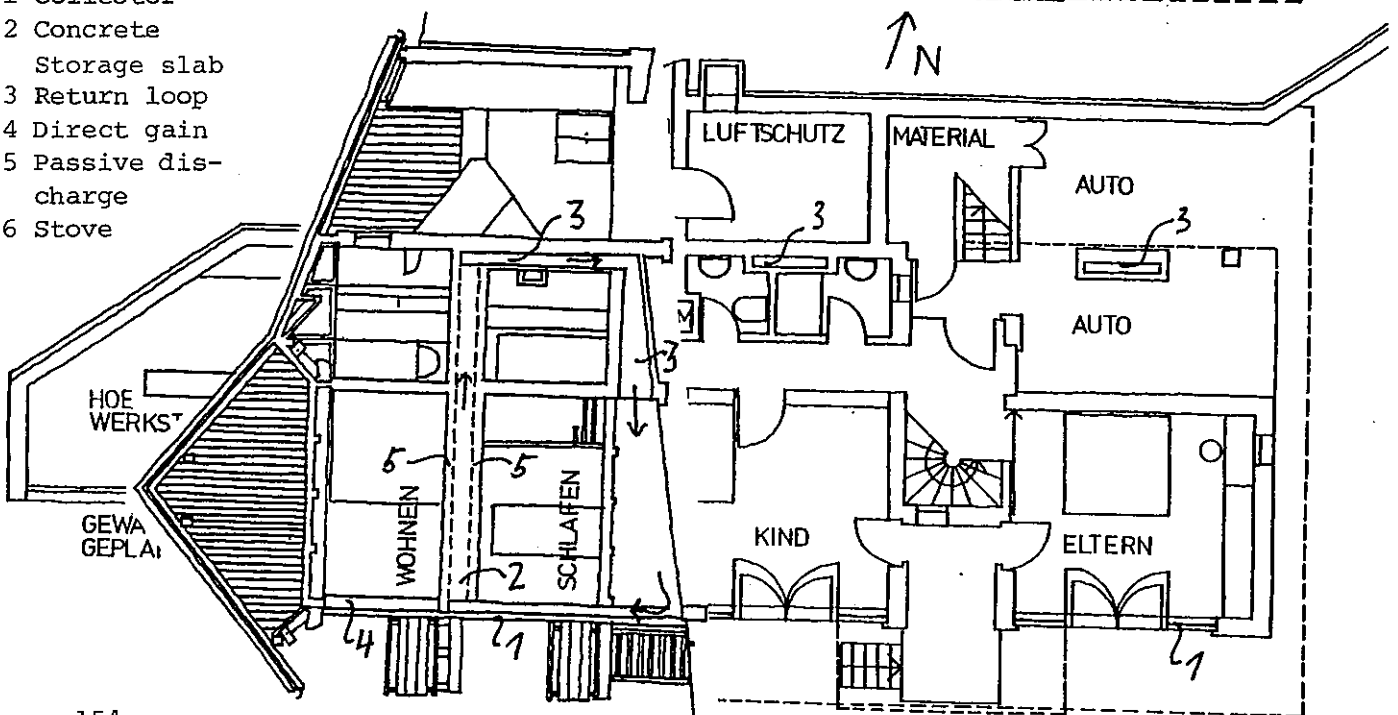 1 Collector
2 Concrete
Storage slab
3 Return loop
4 Direct gain
5 Passive dis-
charge
6 Stove
N
LUFTSCHUTZ
MATERIAL
AUTO
3
3
3
AUTO
M
3
HOE
WERKST
5
5
WOHNEN
SCHLAFEN
GEWA
GEPLA
KIND
ELTERN
2
4
1
1